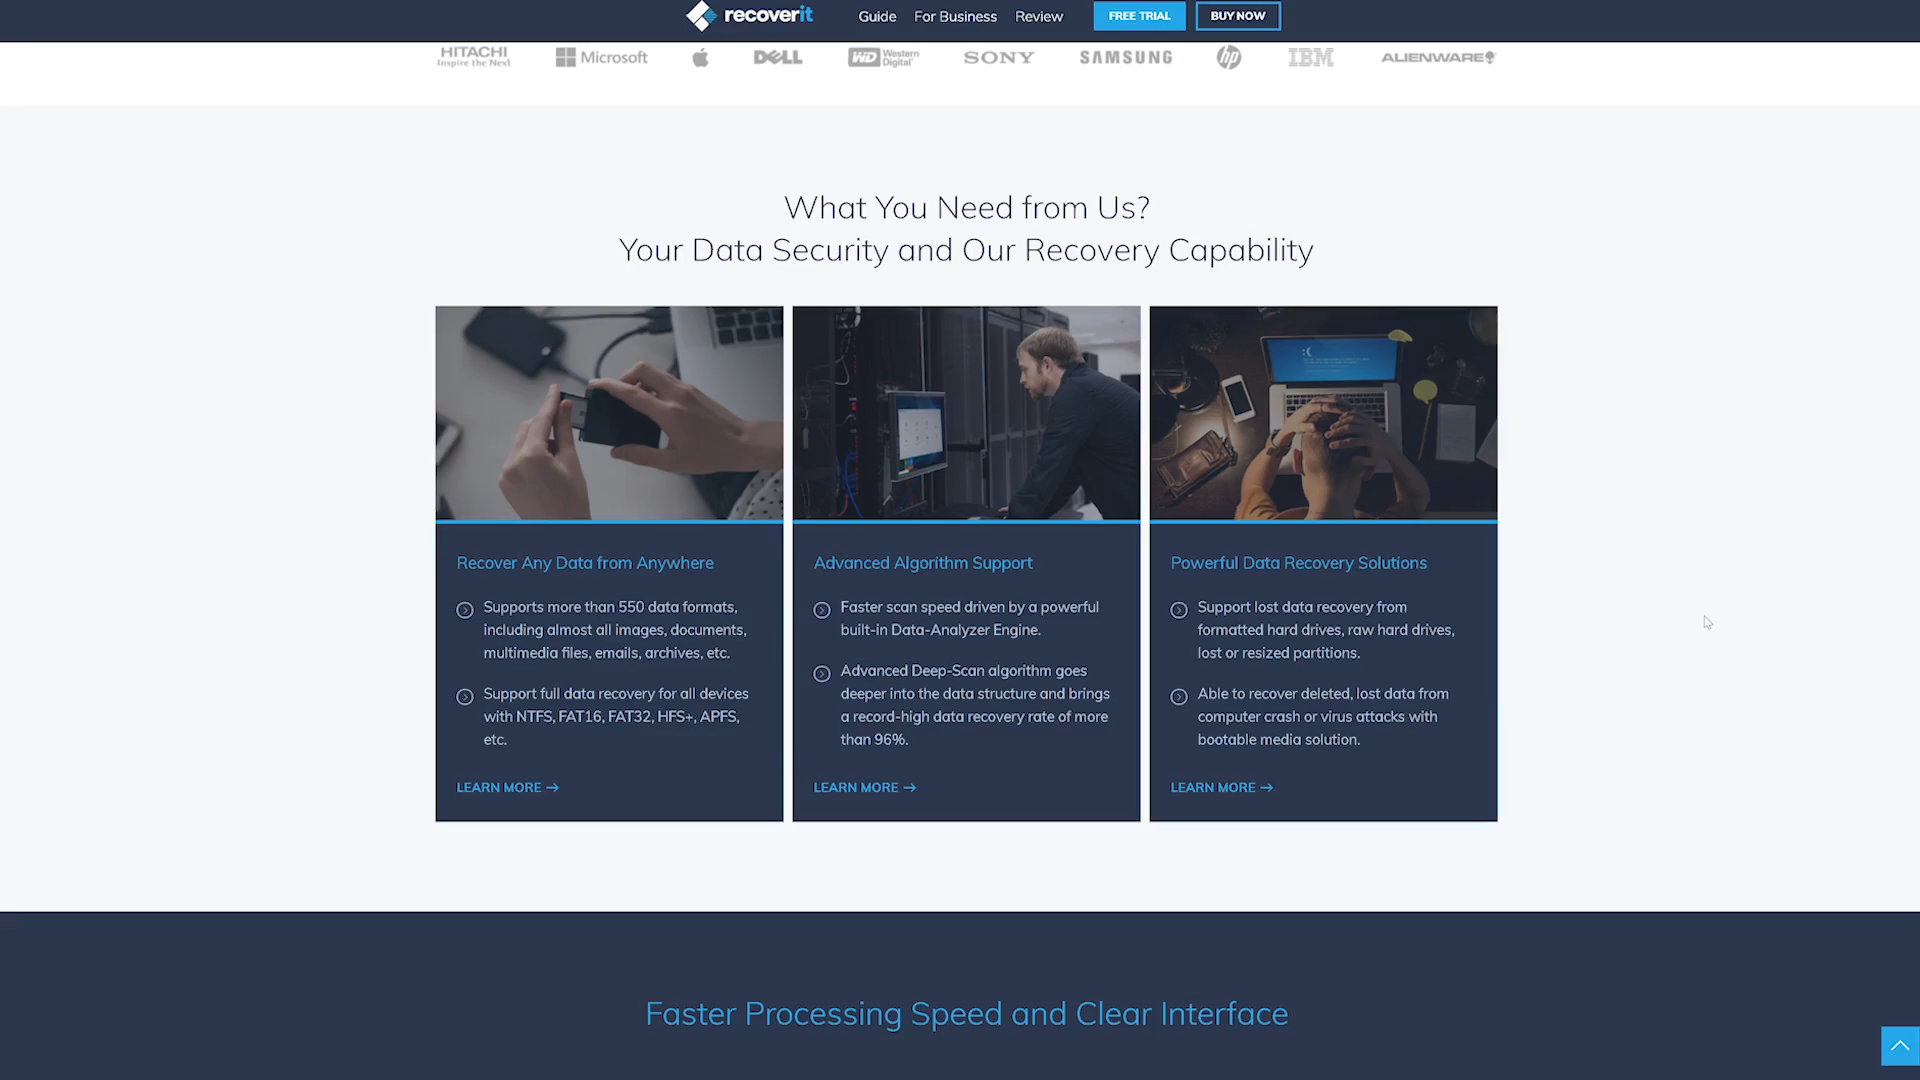 recoverit
Guide
For Business
Review
FREE TRIAL
BUY NOW
HITACHI
Inspire the Next
Microsoft
DELL
WD Western
Digital
SONY
SAMSUNG
hp
IBM
ALIENWARE
What You Need from Us?
Your Data Security and Our Recovery Capability
Recover Any Data from Anywhere
Supports more than 550 data formats,
including almost all images, documents,
multimedia files, emails, archives, etc.
Support full data recovery for all devices
with NTFS, FAT16, FAT32, HFS+, APFS,
etc.
LEARN MORE →
Advanced Algorithm Support
Faster scan speed driven by a powerful
built-in Data-Analyzer Engine.
Advanced Deep-Scan algorithm goes
deeper into the data structure and brings
a record-high data recovery rate of more
than 96%.
LEARN MORE →
Powerful Data Recovery Solutions
Support lost data recovery from
formatted hard drives, raw hard drives,
lost or resized partitions.
Able to recover deleted, lost data from
computer crash or virus attacks with
bootable media solution.
LEARN MORE →
Faster Processing Speed and Clear Interface